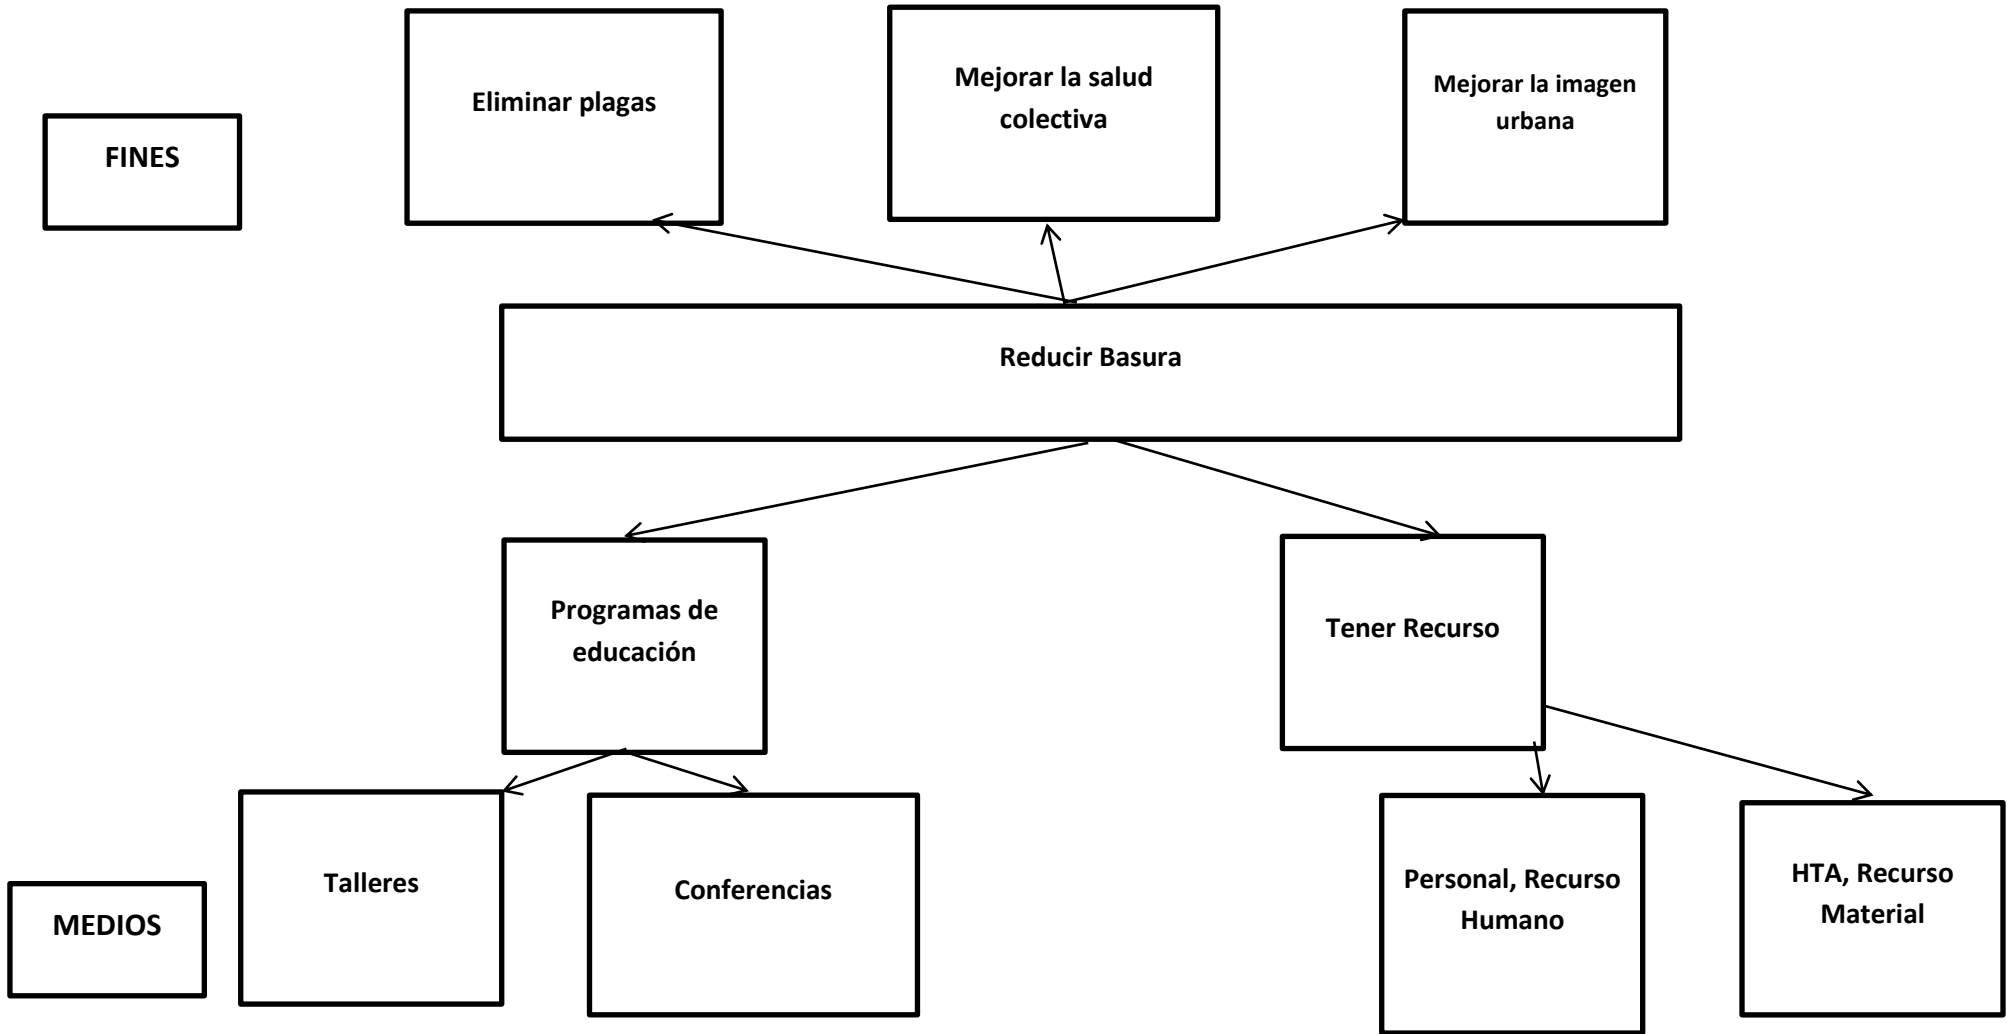 Eliminar plagas
Mejorar la salud
colectiva
Mejorar la imagen
urbana
FINES
Reducir Basura
Programas de
educación
Tener Recurso
Talleres
Conferencias
Personal, Recurso
Humano
HTA, Recurso
Material
MEDIOS